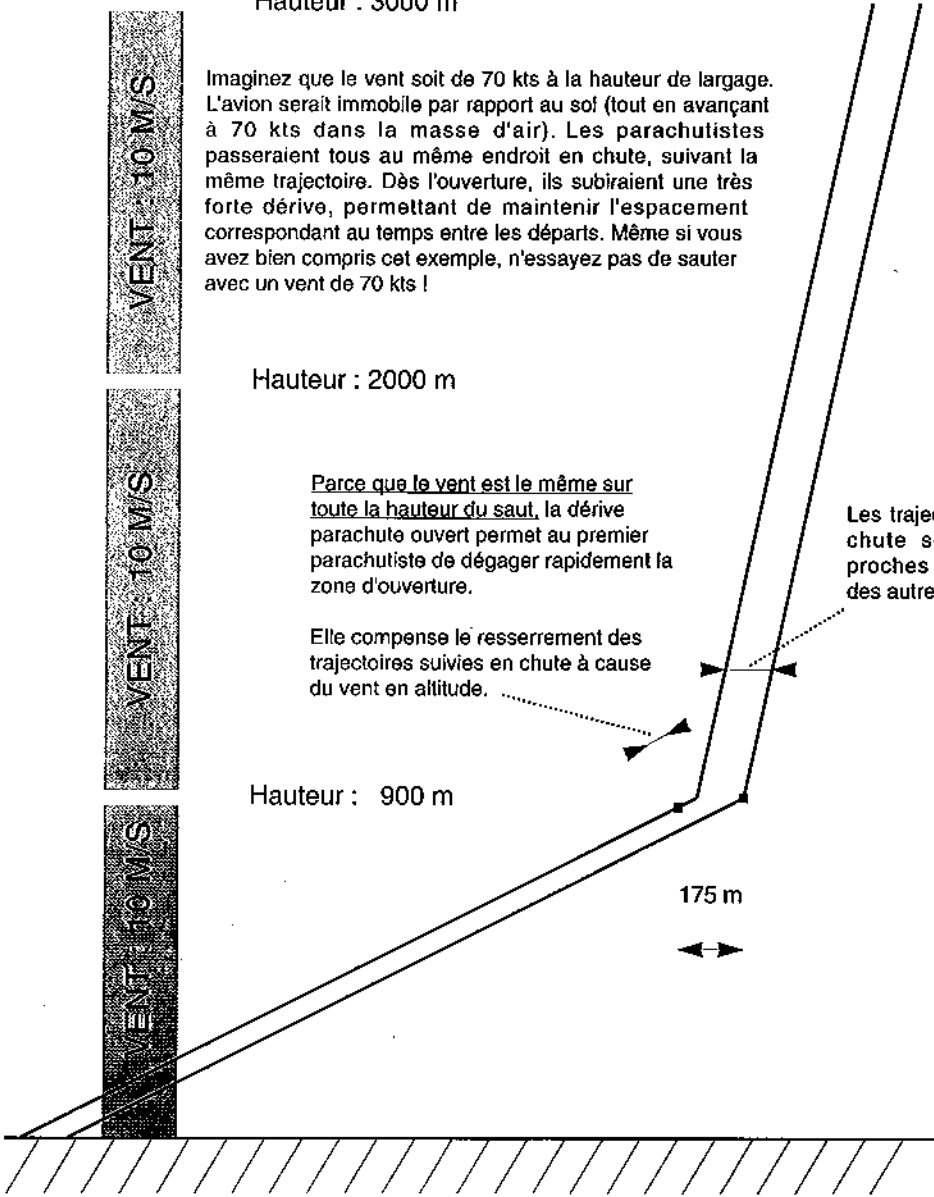 Hauteur : 3000 m
VENT : 10 M/S
Imaginez que le vent soit de 70 kts à la hauteur de largage.
L'avion serait immobile par rapport au sol (tout en avançant
à 70 kts dans la masse d'air). Les parachutistes
passeraient tous au même endroit en chute, suivant la
même trajectoire. Dès l'ouverture, ils subiraient une très
forte dérive, permettant de maintenir l'espacement
correspondant au temps entre les départs. Même si vous
avez bien compris cet exemple, n'essayez pas de sauter
avec un vent de 70 kts !
Hauteur : 2000 m
VENT : 10 M/S
Parce que le vent est le même sur
toute la hauteur du saut, la dérive
parachute ouvert permet au premier
parachutiste de dégager rapidement la
zone d'ouverture.
Elle compense le resserrement des
trajectoires suivies en chute à cause
du vent en altitude.
Les traje
chute s
proches
des autre
Hauteur : 900 m
VENT : 10 M/S
175 m